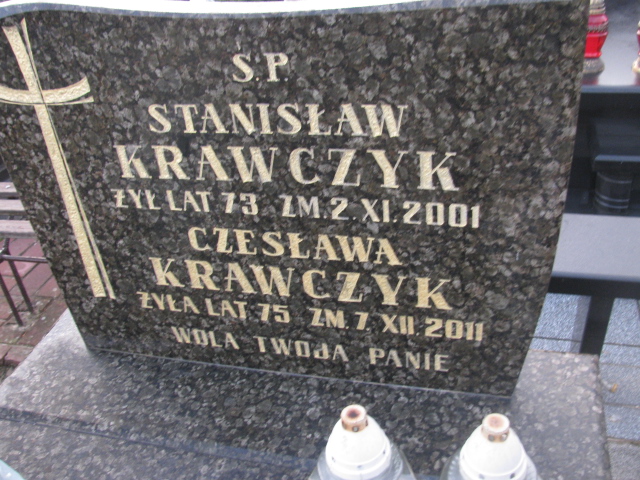 Ś.P.
STANISŁAW
KRAWCZYK
ŻYŁ LAT 73 ZM. 2. XI. 2001
CZESŁAWA
KRAWCZYK
ŻYŁA LAT 75 ZM. 7. XII. 2011
WOLA TWOJA PANIE